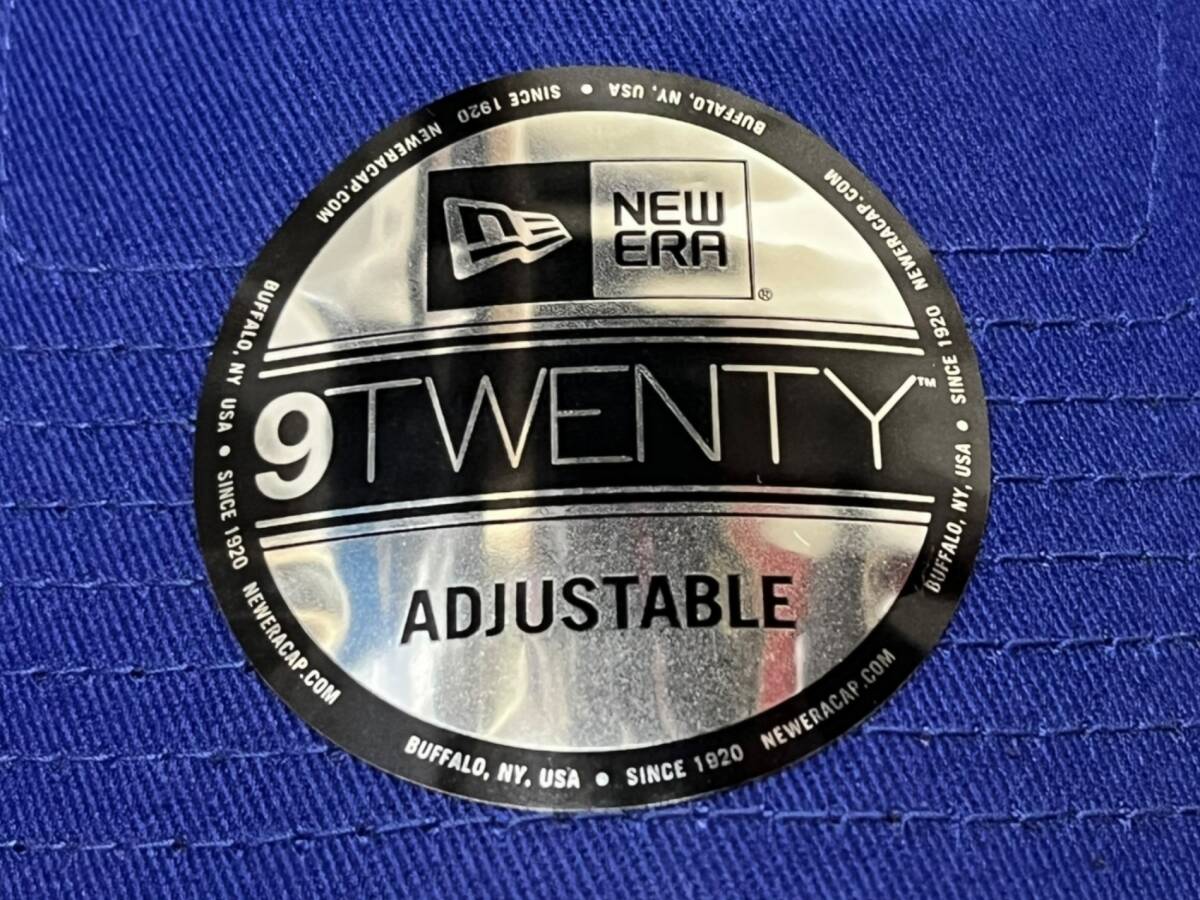 NEW
ERA
®
9TWENTY™
ADJUSTABLE
BUFFALO, NY, USA • SINCE 1920 NEWERACAP.COM
BUFFALO, NY USA • SINCE 1920 NEWERACAP.COM
BUFFALO, NY, USA • SINCE 1920 NEWERACAP.COM
BUFFALO, NY, USA • SINCE 1920 NEWERACAP.COM